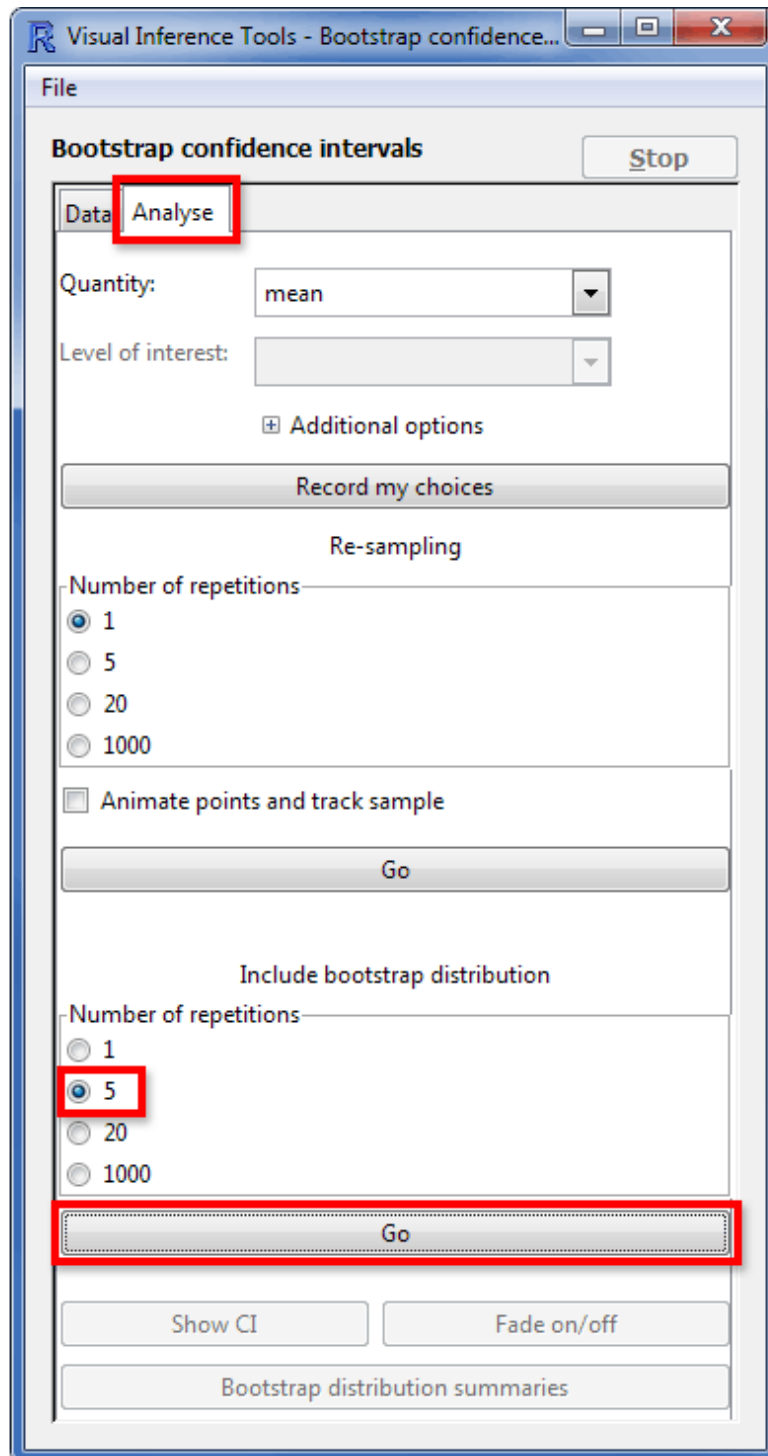 Visual Inference Tools - Bootstrap confidence...
File
Bootstrap confidence intervals
Stop
Data Analyse
Quantity: mean
Level of interest:
Additional options
Record my choices
Re-sampling
Number of repetitions
1
5
20
1000
Animate points and track sample
Go
Include bootstrap distribution
Number of repetitions
1
5
20
1000
Go
Show CI Fade on/off
Bootstrap distribution summaries